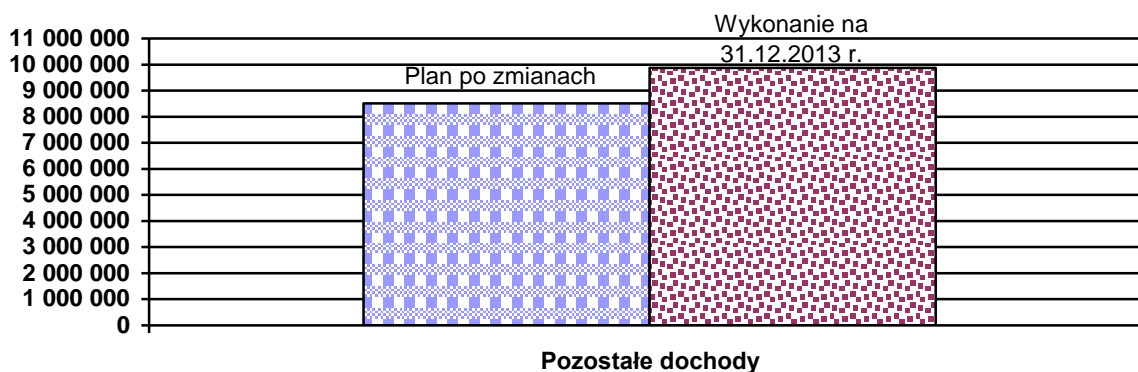 Wykonanie na
31.12.2013 r.
Plan po zmianach
11 000 000
10 000 000
9 000 000
8 000 000
7 000 000
6 000 000
5 000 000
4 000 000
3 000 000
2 000 000
1 000 000
0
Pozostałe dochody